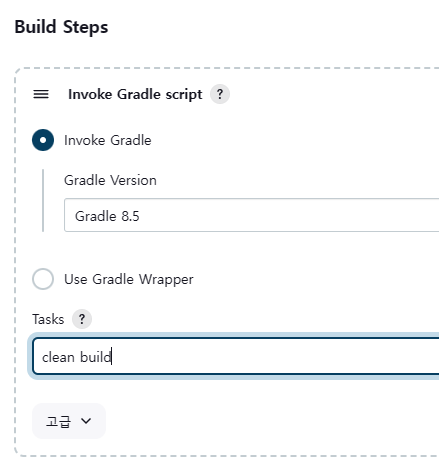 Build Steps
Invoke Gradle script ?
Invoke Gradle
Gradle Version
Gradle 8.5
Use Gradle Wrapper
Tasks ?
clean build
고급